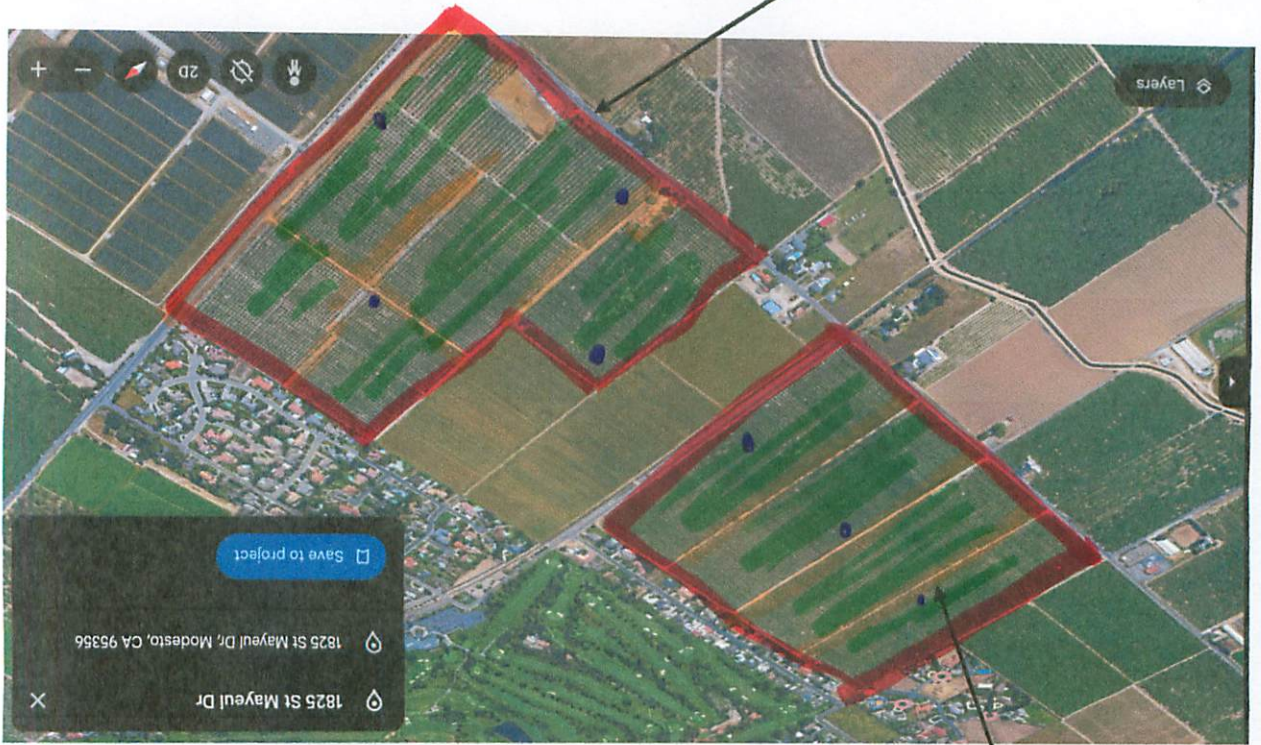 1825 St Mayeul Dr
1825 St Mayeul Dr, Modesto, CA 95356
Save to project
Layers
2D